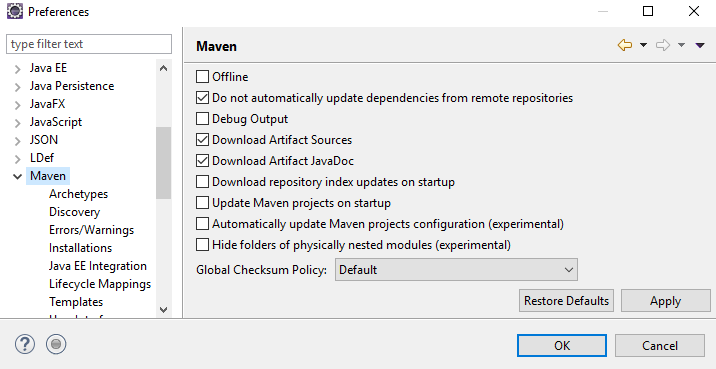 Preferences
type filter text
Java EE
Java Persistence
JavaFX
JavaScript
JSON
LDef
Maven
Archetypes
Discovery
Errors/Warnings
Installations
Java EE Integration
Lifecycle Mappings
Templates
Maven
Offline
Do not automatically update dependencies from remote repositories
Debug Output
Download Artifact Sources
Download Artifact JavaDoc
Download repository index updates on startup
Update Maven projects on startup
Automatically update Maven projects configuration (experimental)
Hide folders of physically nested modules (experimental)
Global Checksum Policy: Default
Restore Defaults Apply
? OK Cancel